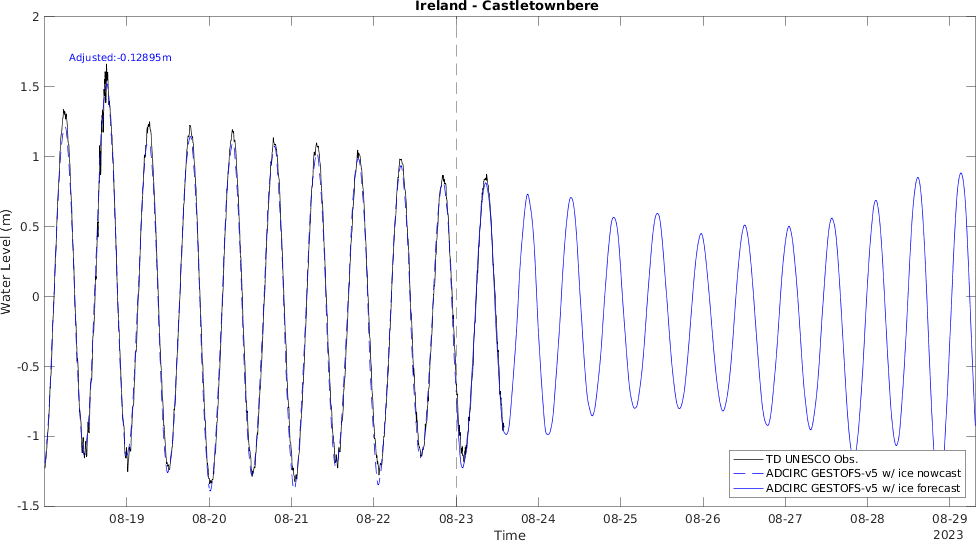 Ireland - Castletownbere
Adjusted:-0.12895m
2
1.5
1
0.5
0
-0.5
-1
-1.5
Water Level (m)
08-19 08-20 08-21 08-22 08-23 08-24 08-25 08-26 08-27 08-28 08-29
2023
Time
TD UNESCO Obs.
ADCIRC GESTOFS-v5 w/ ice nowcast
ADCIRC GESTOFS-v5 w/ ice forecast